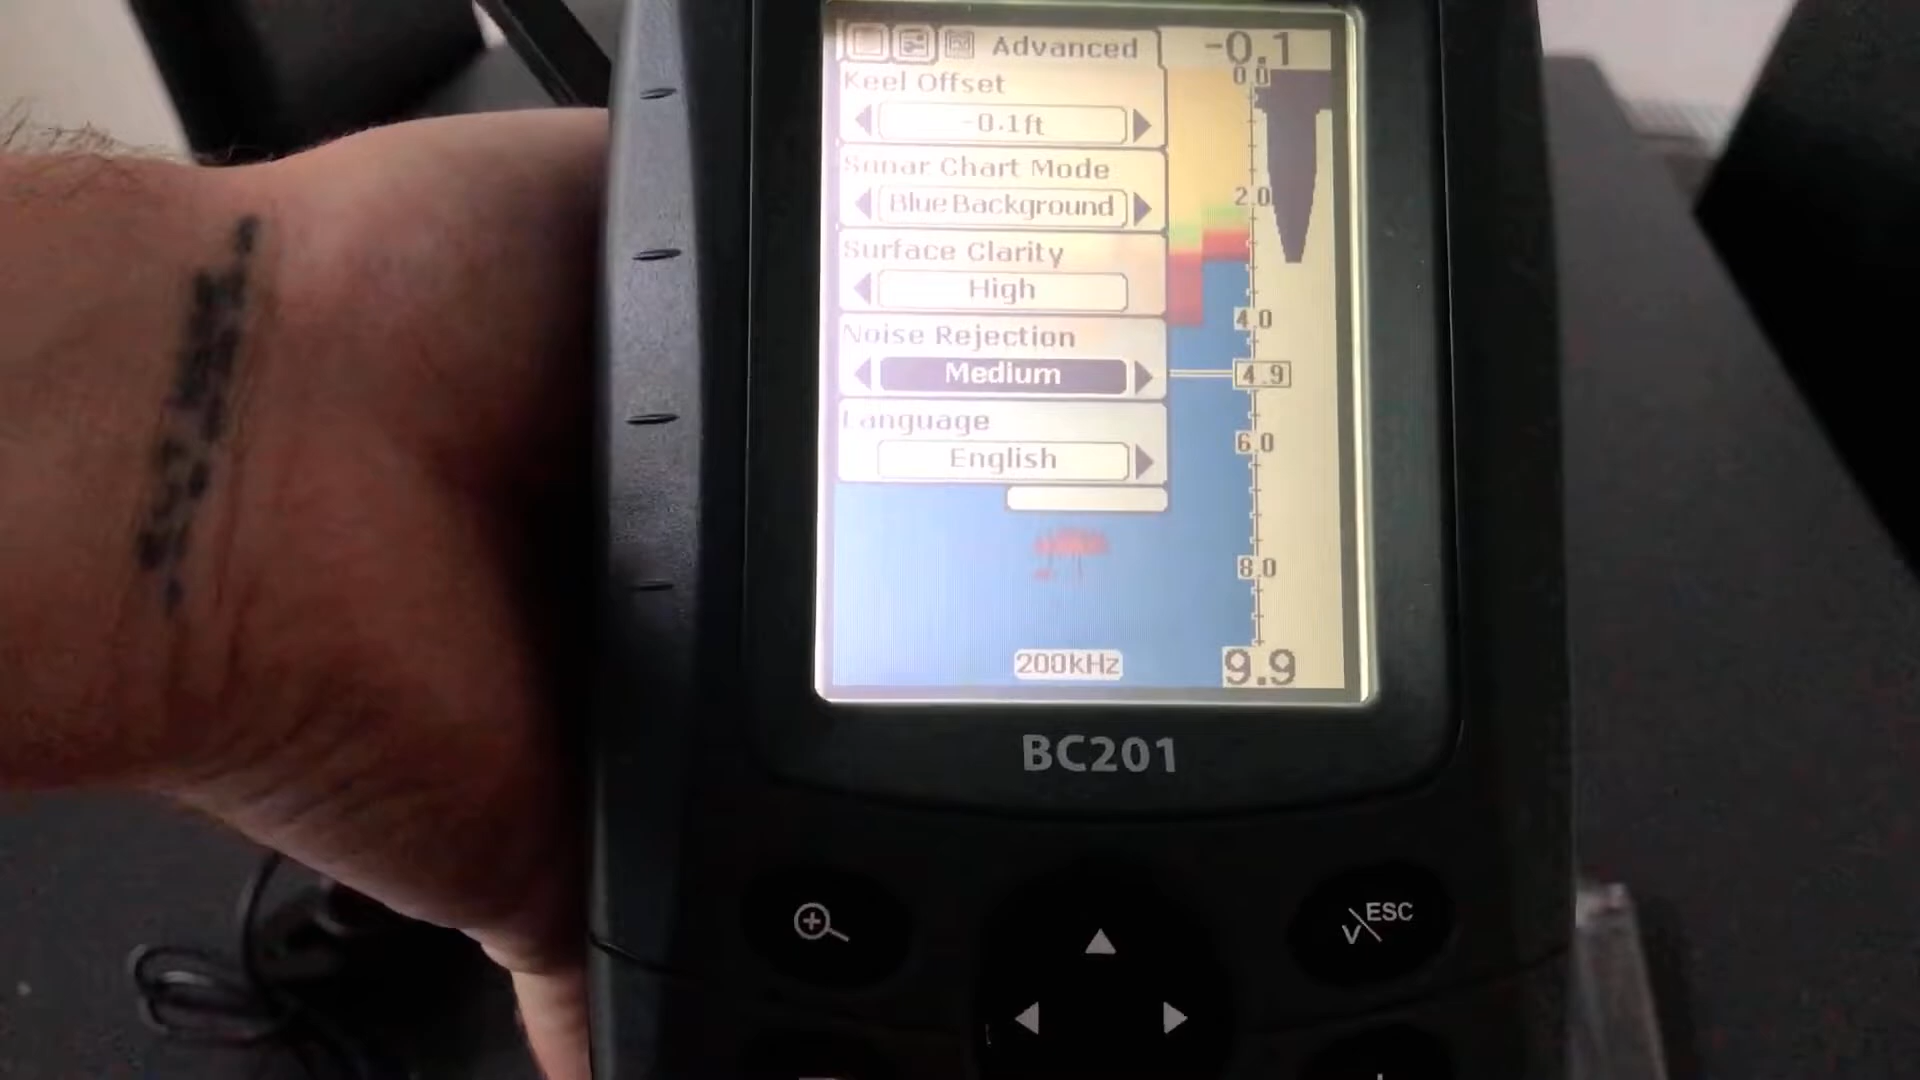 Advanced
-0.1
Keel Offset
-0.1ft
Sonar Chart Mode
Blue Background
Surface Clarity
High
Noise Rejection
Medium
Language
English
0.0
2.0
4.0
4.9
6.0
8.0
9.9
200kHz
BC201
V\ESC